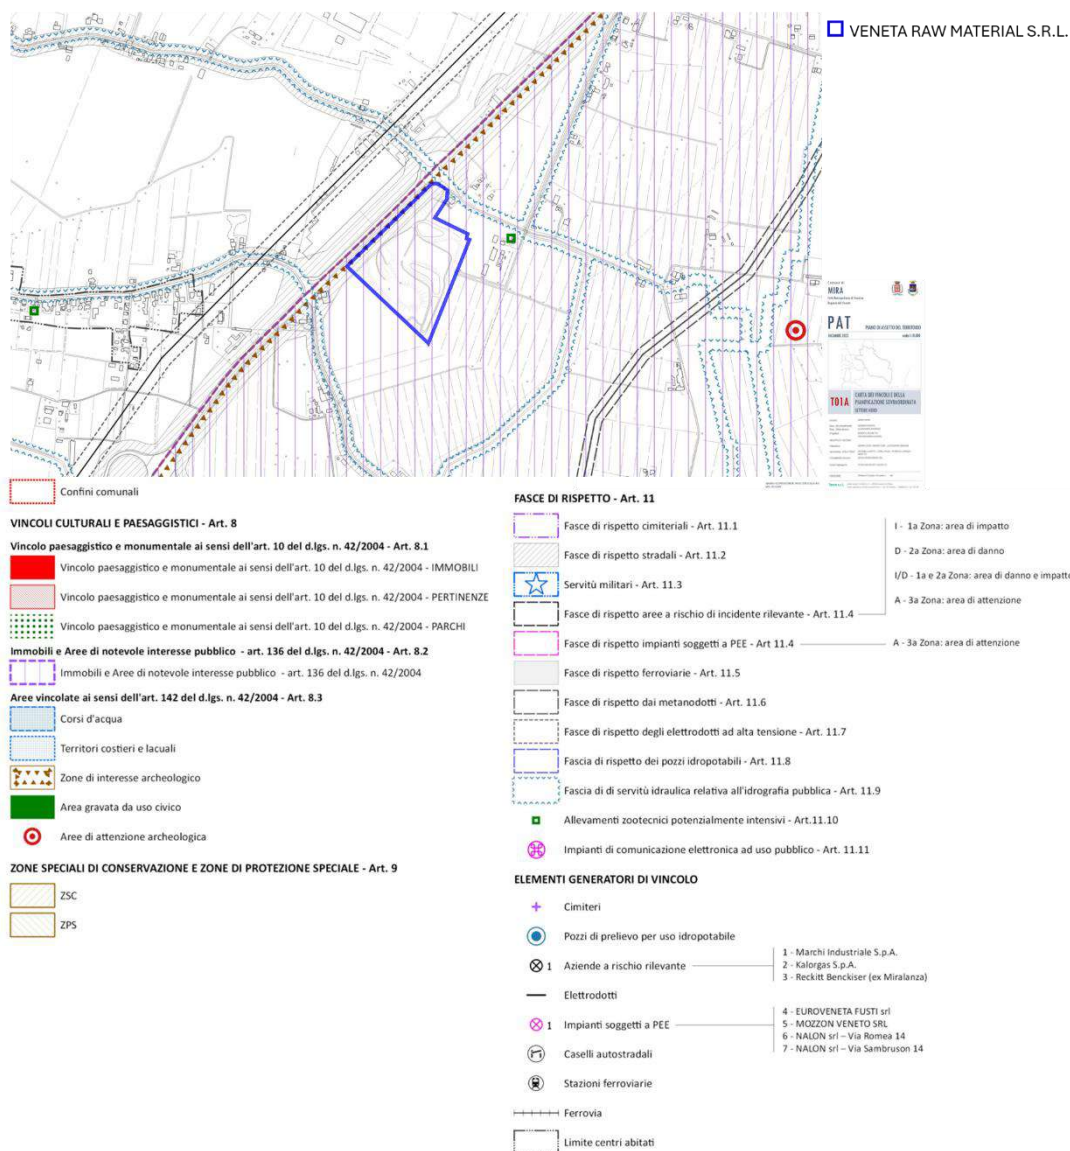 VENETA RAW MATERIAL S.R.L.
Comune di
MIRA
PAT
PIANO DI ASSETTO DEL TERRITORIO
T01A
CARTA DEI VINCOLI E DELLA
PIANIFICAZIONE SOVRAORDINATA
SETTORE NORD
Confini comunali
VINCOLI CULTURALI E PAESAGGISTICI - Art. 8
Vincolo paesaggistico e monumentale ai sensi dell'art. 10 del d.lgs. n. 42/2004 - Art. 8.1
Vincolo paesaggistico e monumentale ai sensi dell'art. 10 del d.lgs. n. 42/2004 - IMMOBILI
Vincolo paesaggistico e monumentale ai sensi dell'art. 10 del d.lgs. n. 42/2004 - PERTINENZE
Vincolo paesaggistico e monumentale ai sensi dell'art. 10 del d.lgs. n. 42/2004 - PARCHI
Immobili e Aree di notevole interesse pubblico - art. 136 del d.lgs. n. 42/2004 - Art. 8.2
Immobili e Aree di notevole interesse pubblico - art. 136 del d.lgs. n. 42/2004
Aree vincolate ai sensi dell'art. 142 del d.lgs. n. 42/2004 - Art. 8.3
Corsi d'acqua
Territori costieri e lacuali
Zone di interesse archeologico
Area gravata da uso civico
Aree di attenzione archeologica
ZONE SPECIALI DI CONSERVAZIONE E ZONE DI PROTEZIONE SPECIALE - Art. 9
ZSC
ZPS
FASCE DI RISPETTO - Art. 11
Fasce di rispetto cimiteriali - Art. 11.1
Fasce di rispetto stradali - Art. 11.2
Servitù militari - Art. 11.3
Fasce di rispetto aree a rischio di incidente rilevante - Art. 11.4
I - 1a Zona: area di impatto
D - 2a Zona: area di danno
I/D - 1a e 2a Zona: area di danno e impatto
A - 3a Zona: area di attenzione
Fasce di rispetto impianti soggetti a PEE - Art 11.4
A - 3a Zona: area di attenzione
Fasce di rispetto ferroviarie - Art. 11.5
Fasce di rispetto dai metanodotti - Art. 11.6
Fasce di rispetto degli elettrodotti ad alta tensione - Art. 11.7
Fascia di rispetto dei pozzi idropotabili - Art. 11.8
Fascia di di servitù idraulica relativa all'idrografia pubblica - Art. 11.9
Allevamenti zootecnici potenzialmente intensivi - Art.11.10
Impianti di comunicazione elettronica ad uso pubblico - Art. 11.11
ELEMENTI GENERATORI DI VINCOLO
Cimiteri
Pozzi di prelievo per uso idropotabile
1 Aziende a rischio rilevante
1 - Marchi Industriale S.p.A.
2 - Kalorgas S.p.A.
3 - Reckitt Benckiser (ex Miralanza)
Elettrodotti
1 Impianti soggetti a PEE
4 - EUROVENETA FUSTI srl
5 - MOZZON VENETO SRL
6 - NALON srl – Via Romea 14
7 - NALON srl – Via Sambruson 14
Caselli autostradali
Stazioni ferroviarie
Ferrovia
Limite centri abitati